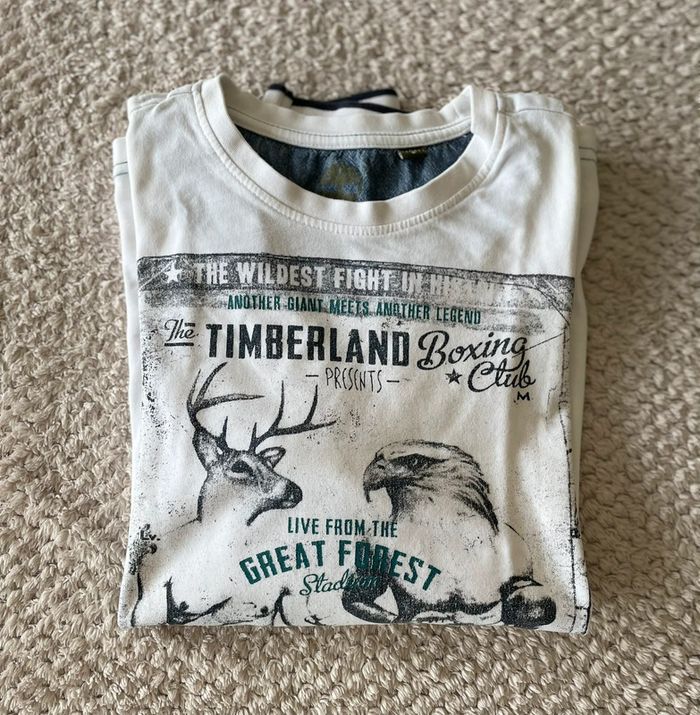 THE WILDEST FIGHT IN
ANOTHER GIANT MEETS ANOTHER LEGEND
The TIMBERLAND Boxing Club
M
PRESENTS
LIVE FROM THE
GREAT FOREST
Stadium